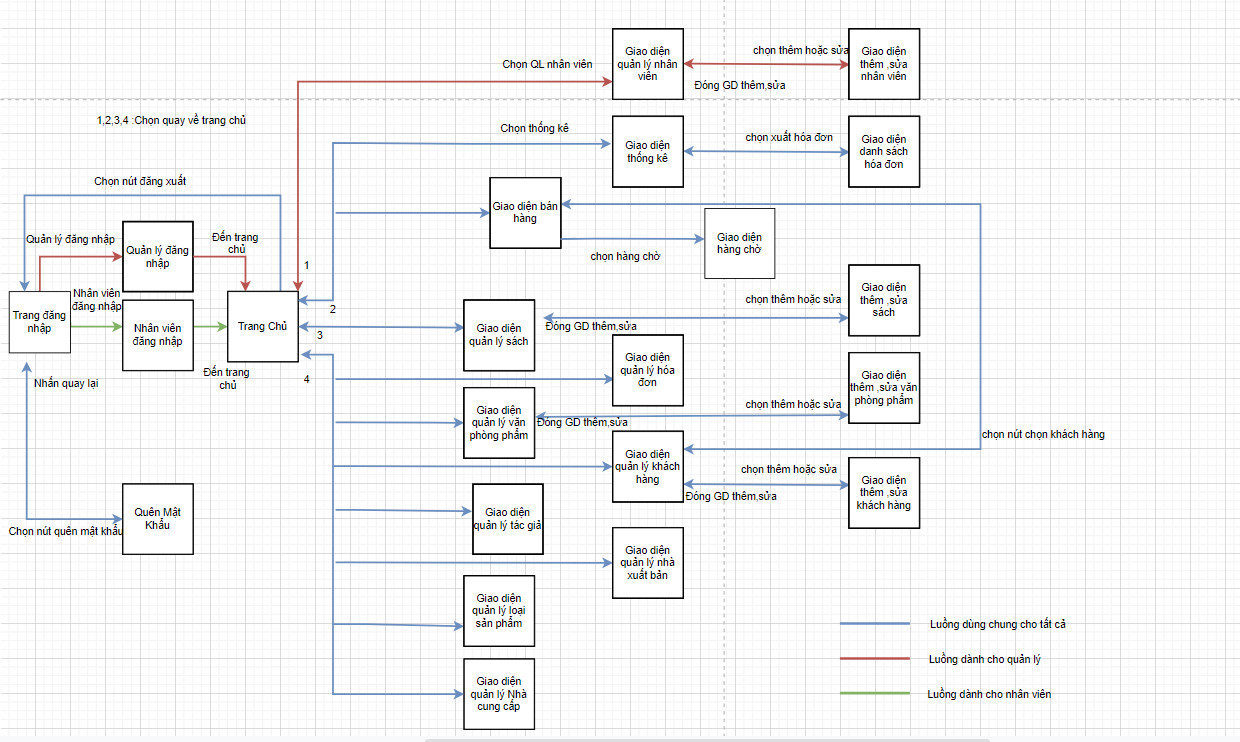 Giao diện
quản lý nhân
viên
chọn thêm hoặc sửa
Giao diện
thêm ,sửa
nhân viên
Chọn QL nhân viên
Đóng GD thêm,sửa
1,2,3,4 :Chọn quay về trang chủ
Chọn thống kê
Giao diện
thống kê
chọn xuất hóa đơn
Giao diện
danh sách
hóa đơn
Chọn nút đăng xuất
Giao diện bán
hàng
Quản lý đăng nhập
Quản lý đăng
nhập
Đến trang
chủ
chọn hàng chờ
Giao diện
hàng chờ
1
Nhân viên
đăng nhập
Trang đăng
nhập
Nhân viên
đăng nhập
Trang Chủ
2
3
4
Đến trang
chủ
Giao diện
quản lý sách
chọn thêm hoặc sửa
Đóng GD thêm,sửa
Giao diện
thêm ,sửa
sách
Giao diện
quản lý hóa
đơn
Nhấn quay lại
Giao diện
quản lý văn
phòng phẩm
chọn thêm hoặc sửa
Đóng GD thêm,sửa
Giao diện
thêm ,sửa văn
phòng phẩm
chọn nút chọn khách hàng
Giao diện
quản lý khách
hàng
chọn thêm hoặc sửa
Đóng GD thêm,sửa
Giao diện
thêm ,sửa
khách hàng
Quên Mật
Khẩu
Chọn nút quên mật khẩu
Giao diện
quản lý tác giả
Giao diện
quản lý nhà
xuất bản
Giao diện
quản lý loại
sản phẩm
Giao diện
quản lý Nhà
cung cấp
Luồng dùng chung cho tất cả
Luồng dành cho quản lý
Luồng dành cho nhân viên